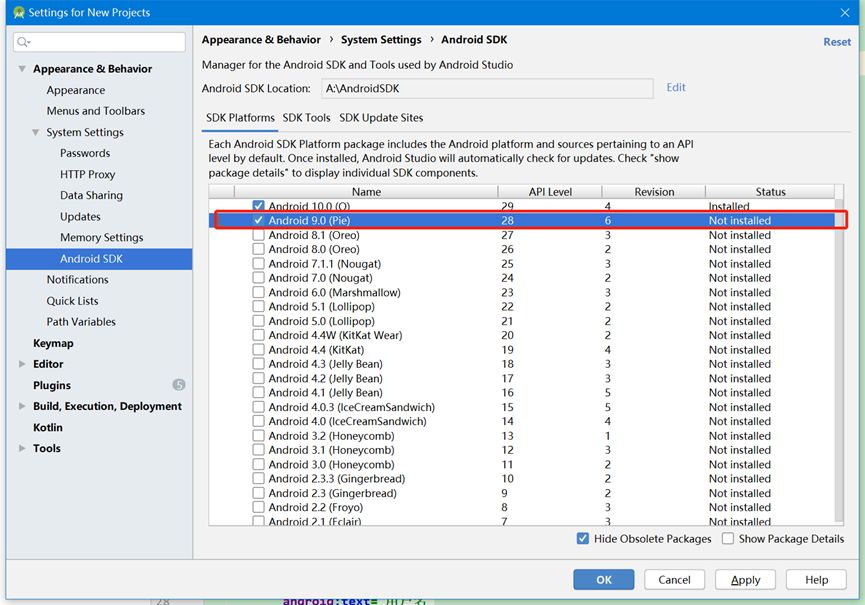 Settings for New Projects
Appearance & Behavior
Appearance
Menus and Toolbars
System Settings
Passwords
HTTP Proxy
Data Sharing
Updates
Memory Settings
Android SDK
Notifications
Quick Lists
Path Variables
Keymap
Editor
Plugins 5
Build, Execution, Deployment
Kotlin
Tools
Appearance & Behavior › System Settings › Android SDK
Reset
Manager for the Android SDK and Tools used by Android Studio
Android SDK Location: A:\AndroidSDK Edit
SDK Platforms SDK Tools SDK Update Sites
Each Android SDK Platform package includes the Android platform and sources pertaining to an API
level by default. Once installed, Android Studio will automatically check for updates. Check "show
package details" to display individual SDK components.
Name API Level Revision Status
Android 10.0 (Q) 29 4 Installed
Android 9.0 (Pie) 28 6 Not installed
Android 8.1 (Oreo) 27 3 Not installed
Android 8.0 (Oreo) 26 2 Not installed
Android 7.1.1 (Nougat) 25 3 Not installed
Android 7.0 (Nougat) 24 2 Not installed
Android 6.0 (Marshmallow) 23 3 Not installed
Android 5.1 (Lollipop) 22 2 Not installed
Android 5.0 (Lollipop) 21 2 Not installed
Android 4.4W (KitKat Wear) 20 2 Not installed
Android 4.4 (KitKat) 19 4 Not installed
Android 4.3 (Jelly Bean) 18 3 Not installed
Android 4.2 (Jelly Bean) 17 3 Not installed
Android 4.1 (Jelly Bean) 16 5 Not installed
Android 4.0.3 (IceCreamSandwich) 15 5 Not installed
Android 4.0 (IceCreamSandwich) 14 4 Not installed
Android 3.2 (Honeycomb) 13 1 Not installed
Android 3.1 (Honeycomb) 12 3 Not installed
Android 3.0 (Honeycomb) 11 2 Not installed
Android 2.3.3 (Gingerbread) 10 2 Not installed
Android 2.3 (Gingerbread) 9 2 Not installed
Android 2.2 (Froyo) 8 3 Not installed
Android 2.1 (Eclair) 7 3 Not installed
Hide Obsolete Packages Show Package Details
OK Cancel Apply Help
28 android:text=